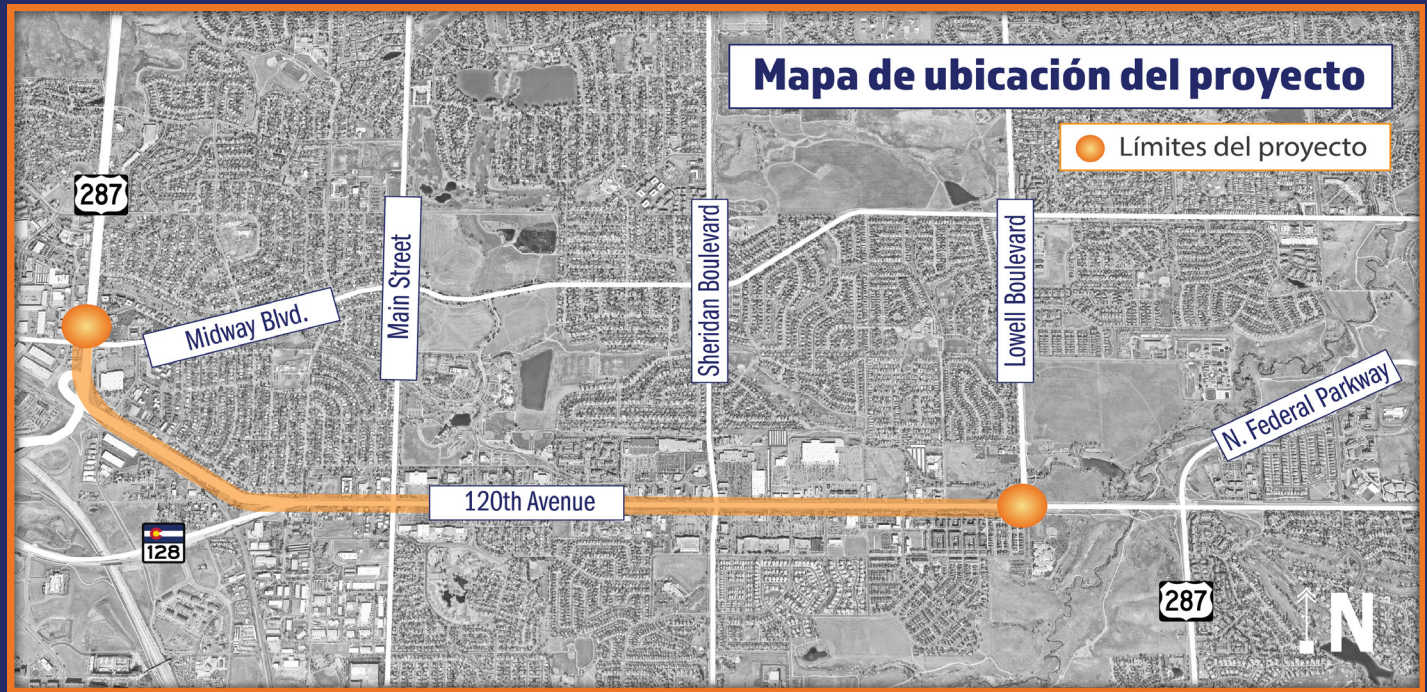 Mapa de ubicación del proyecto
Límites del proyecto
287
Midway Blvd.
Main Street
Sheridan Boulevard
Lowell Boulevard
N. Federal Parkway
120th Avenue
128
287
N